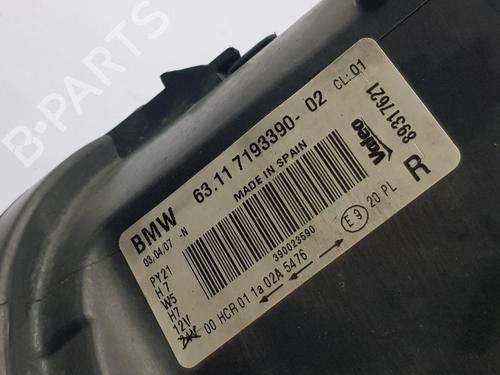 BMW 63.11 7193390-02 CL:01
03/04/07 -N
MADE IN SPAIN
Valeo
89317621
R
PY21
H7
W5
H7
12V
390023590
00 HCR 01 1a 02A 5476
E9 20 PL
B-Parts